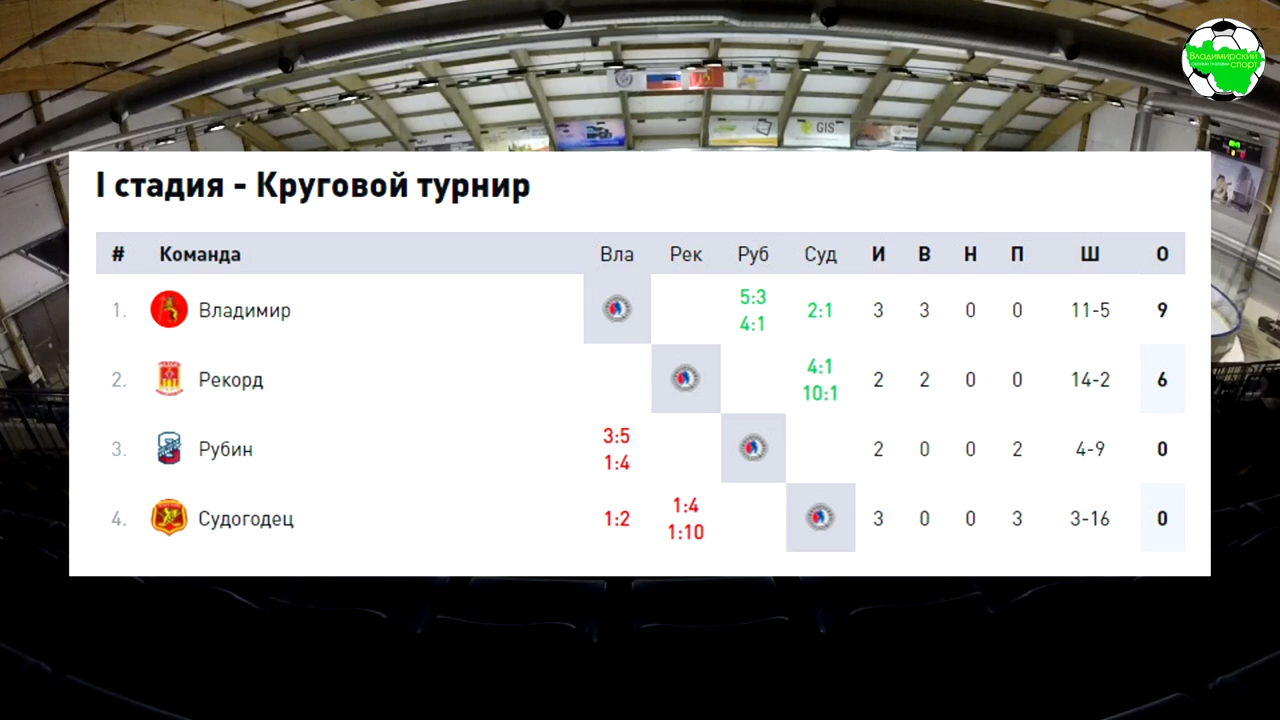 Владимирский
спорт
GIS
I стадия - Круговой турнир
# Команда Вла Рек Руб Суд И В Н П Ш О
1. Владимир 5:3 4:1 2:1 3 3 0 0 11-5 9
2. Рекорд 4:1 10:1 2 2 0 0 14-2 6
3. Рубин 3:5 1:4 2 0 0 2 4-9 0
4. Судогодец 1:2 1:4 1:10 3 0 0 3 3-16 0